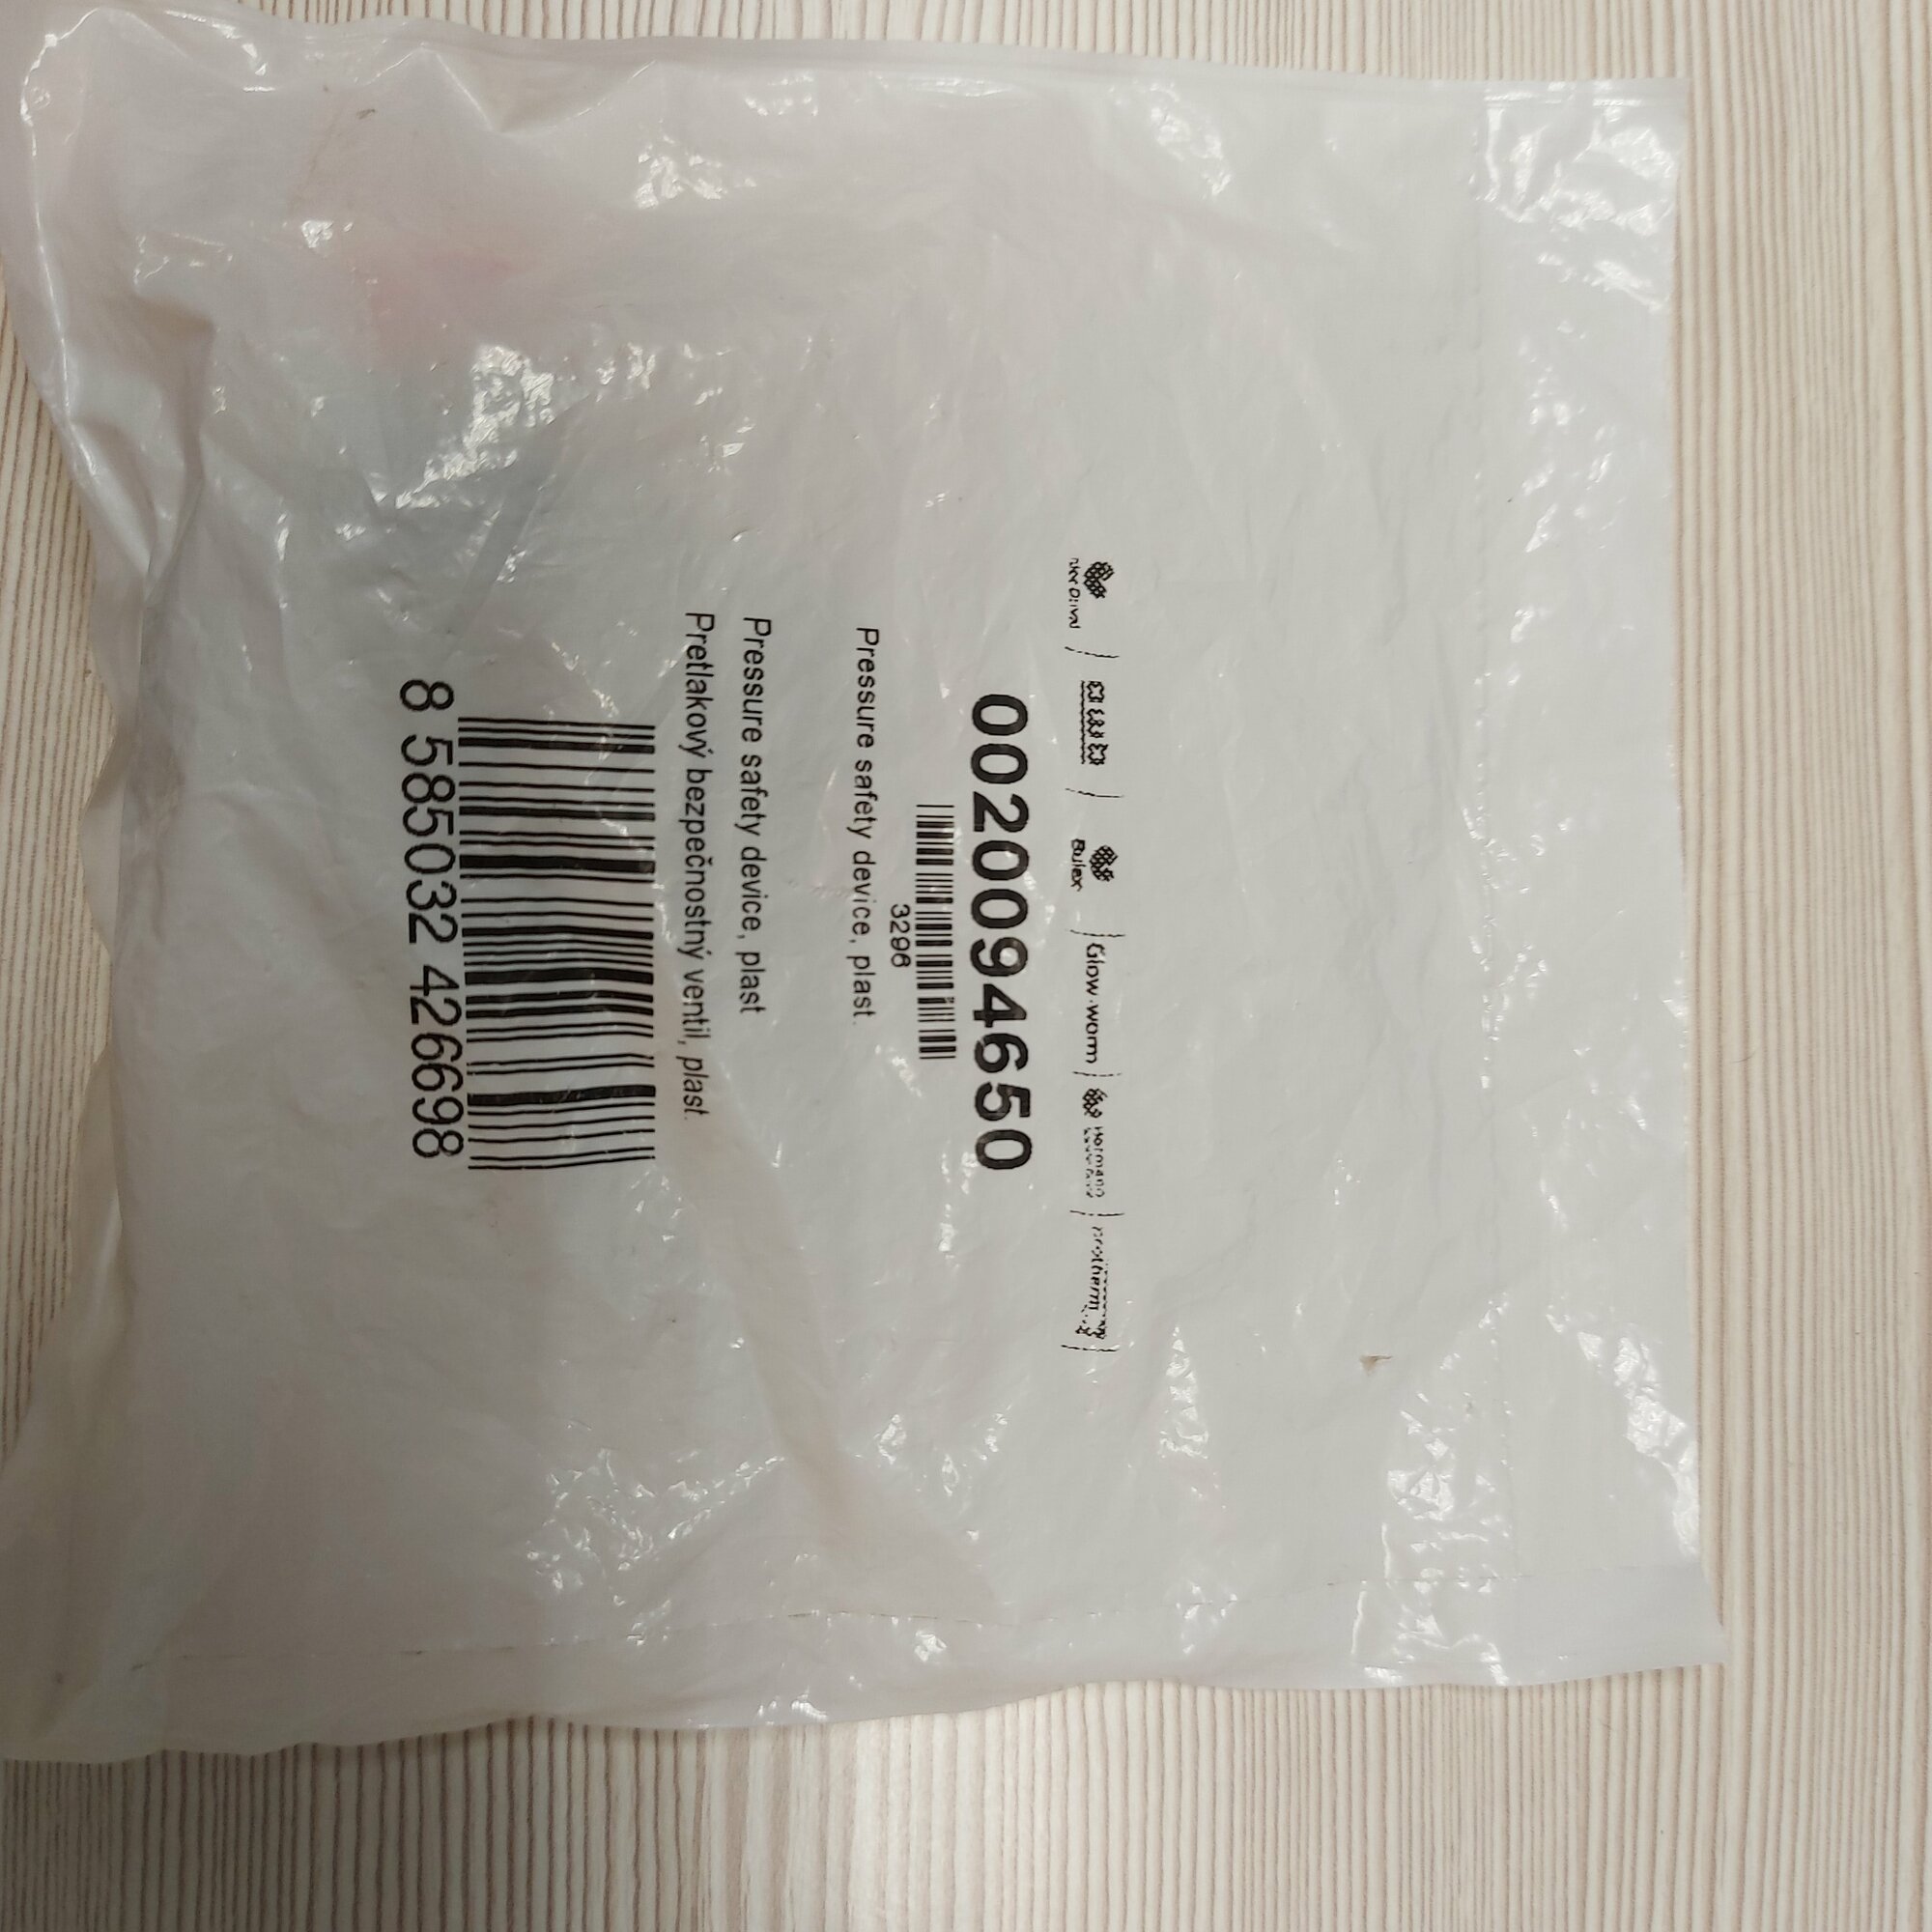 Bulex Glow-worm
0020094650
3296
Pressure safety device, plast.
Pressure safety device, plast
Pretlakový bezpečnostný ventil, plast.
8 585032 426698